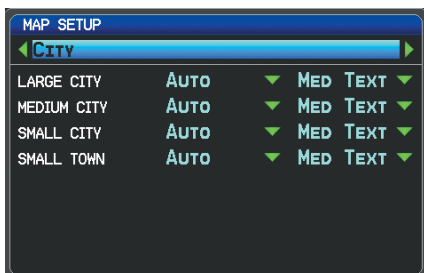 MAP SETUP
CITY
LARGE CITY AUTO MED TEXT
MEDIUM CITY AUTO MED TEXT
SMALL CITY AUTO MED TEXT
SMALL TOWN AUTO MED TEXT